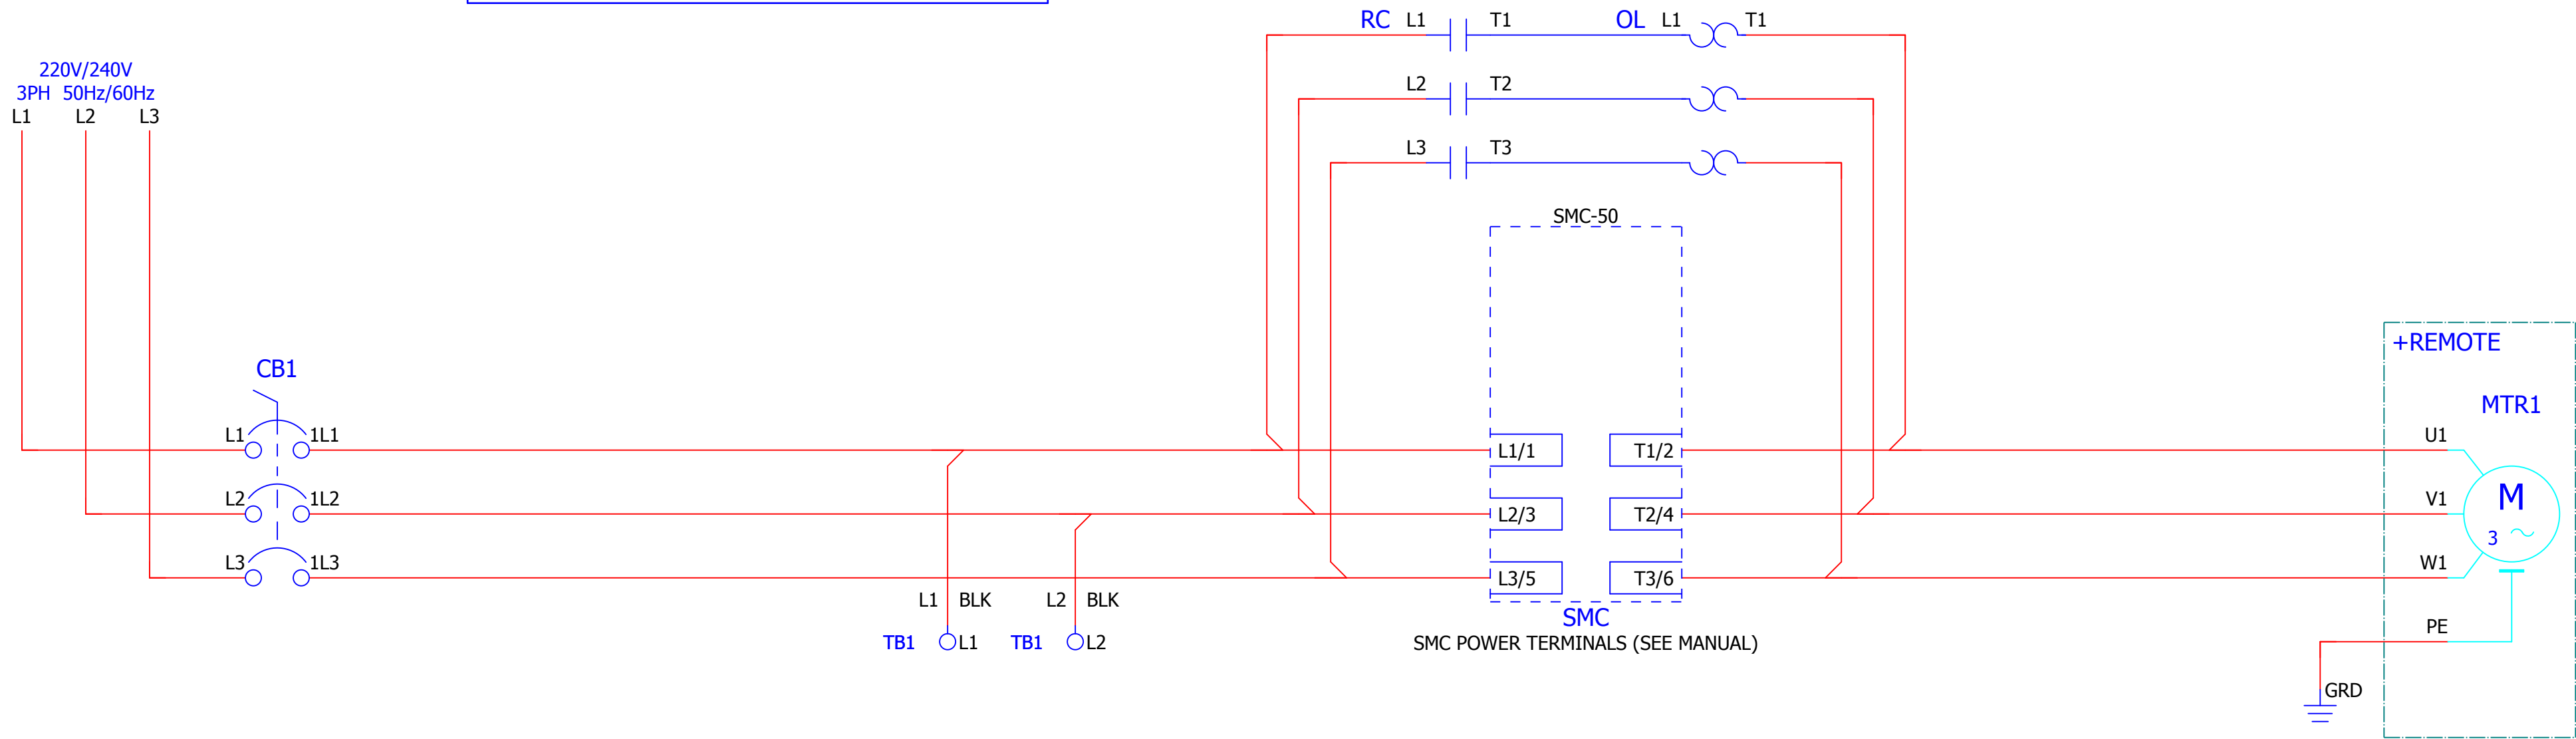 RC L1 T1 OL L1 T1
220V/240V
3PH 50Hz/60Hz
L1 L2 L3
L2 T2
L3 T3
SMC-50
+REMOTE
CB1
MTR1
L1 1L1
L1/1 T1/2
U1
L2 1L2
L2/3 T2/4
V1
M
3 ~
L3 1L3
L3/5 T3/6
W1
L1 BLK L2 BLK
SMC
TB1 L1 TB1 L2
SMC POWER TERMINALS (SEE MANUAL)
PE
GRD